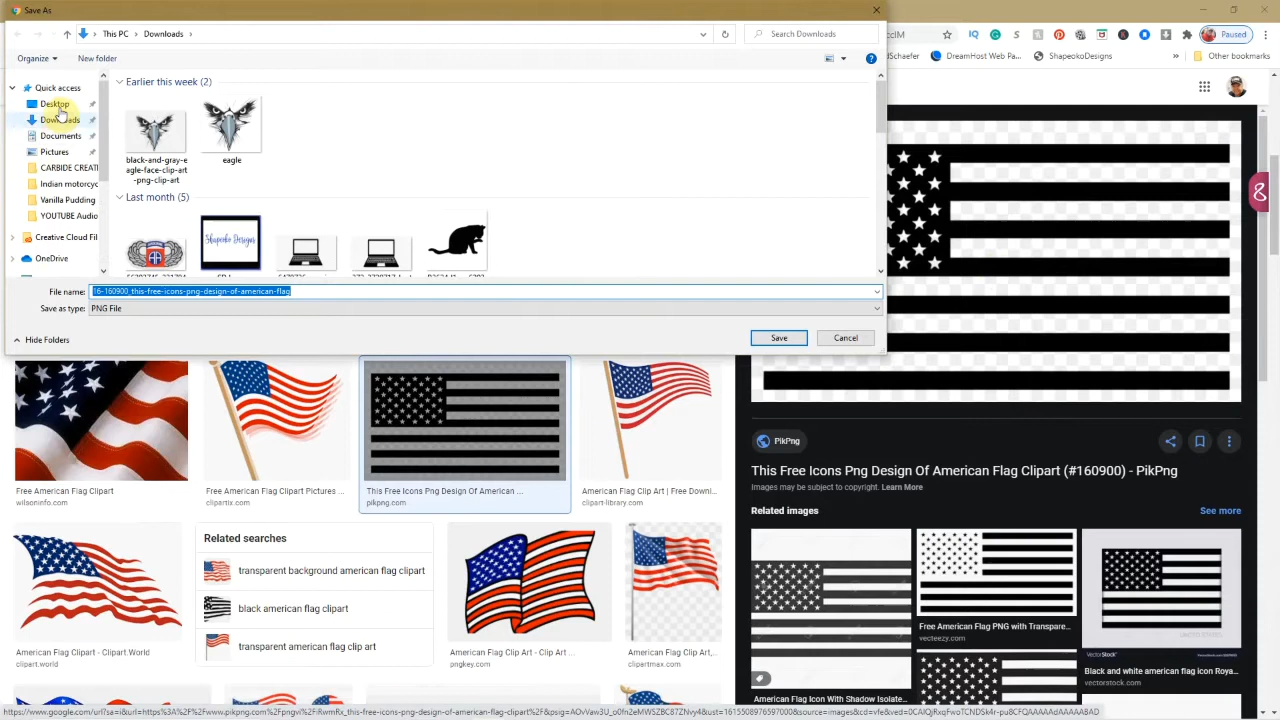 Save As
Paused
This PC
Downloads
Search Downloads
Organize
New folder
Schaefer
DreamHost Web Pa...
ShapeokoDesigns
Other bookmarks
Quick access
Desktop
Downloads
Documents
Pictures
CARBIDE CREATI
Indian motorcyc
Vanilla Pudding
YOUTUBE Audio
Creative Cloud Fil
OneDrive
Earlier this week (2)
black-and-gray-e
agle-face-clip-art
-png-clip-art
eagle
Last month (5)
Shapeoko Designs
File name:
16-160900_this-free-icons-png-design-of-american-flag
Save as type:
PNG File
Hide Folders
Save
Cancel
PikPng
This Free Icons Png Design Of American Flag Clipart (#160900) - PikPng
Images may be subject to copyright. Learn More
Related images
See more
Free American Flag Clipart
wilsoninfo.com
Free American Flag Clipart Pictures ...
clipartix.com
This Free Icons Png Design Of American ...
pikpng.com
American Flag Clip Art | Free Downl...
clipart-library.com
Related searches
transparent background american flag clipart
black american flag clipart
transparent american flag clip art
American Flag Clipart - Clipart.World
clipart.world
American Flag Clip Art - Clip Art ...
pngkey.com
American Flag Clip Art,...
clipartmax.com
American Flag Icon With Shadow Isolate...
Free American Flag PNG with Transpare...
vecteezy.com
VectorStock
Black and white american flag icon Roya...
vectorstock.com